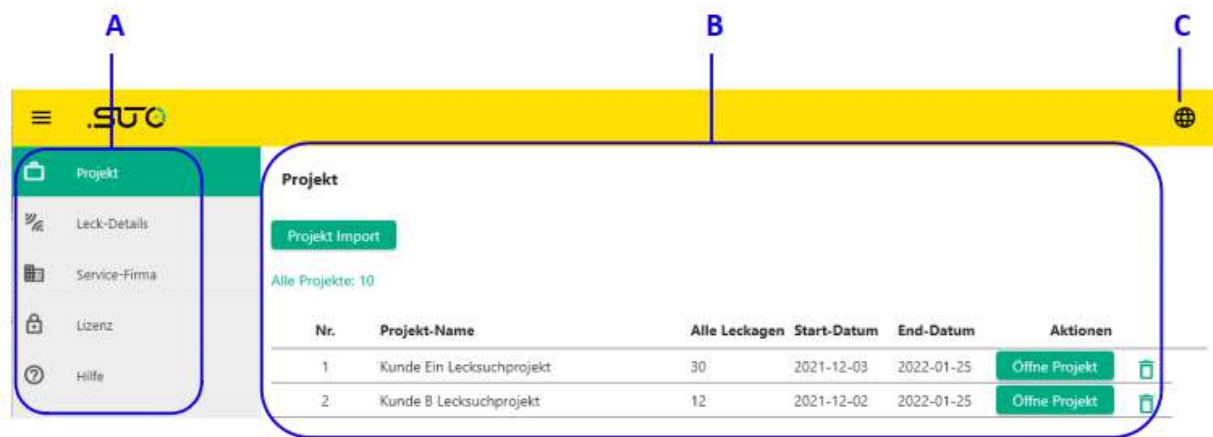 A B C
.SUTO
Projekt
Leck-Details
Service-Firma
Lizenz
Hilfe
Projekt
Projekt Import
Alle Projekte: 10
Nr. Projekt-Name Alle Leckagen Start-Datum End-Datum Aktionen
1 Kunde Ein Lecksuchprojekt 30 2021-12-03 2022-01-25 Öffne Projekt
2 Kunde B Lecksuchprojekt 12 2021-12-02 2022-01-25 Öffne Projekt